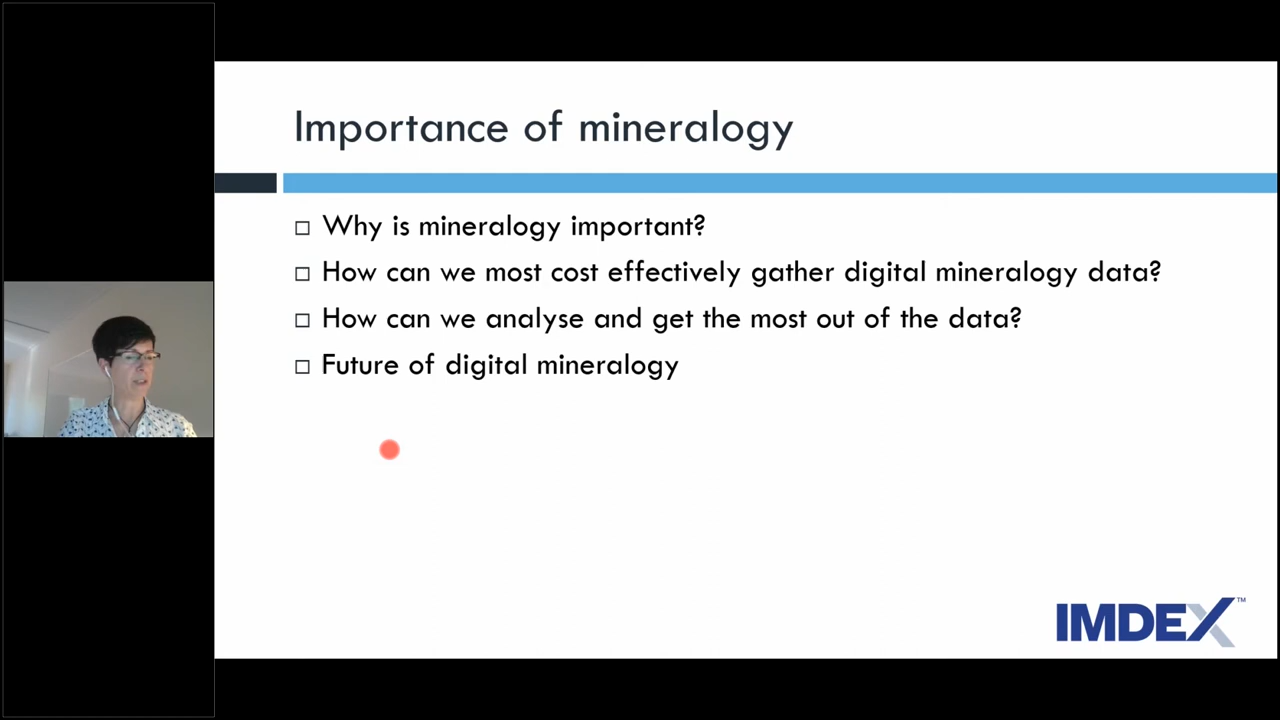 Importance of mineralogy
Why is mineralogy important?
How can we most cost effectively gather digital mineralogy data?
How can we analyse and get the most out of the data?
Future of digital mineralogy
IMDEX™